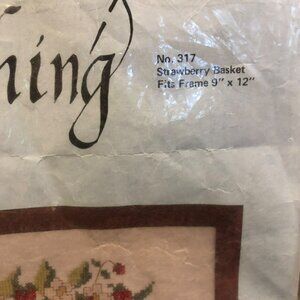 hing
No. 317
Strawberry Basket
Fits Frame 9" x 12"